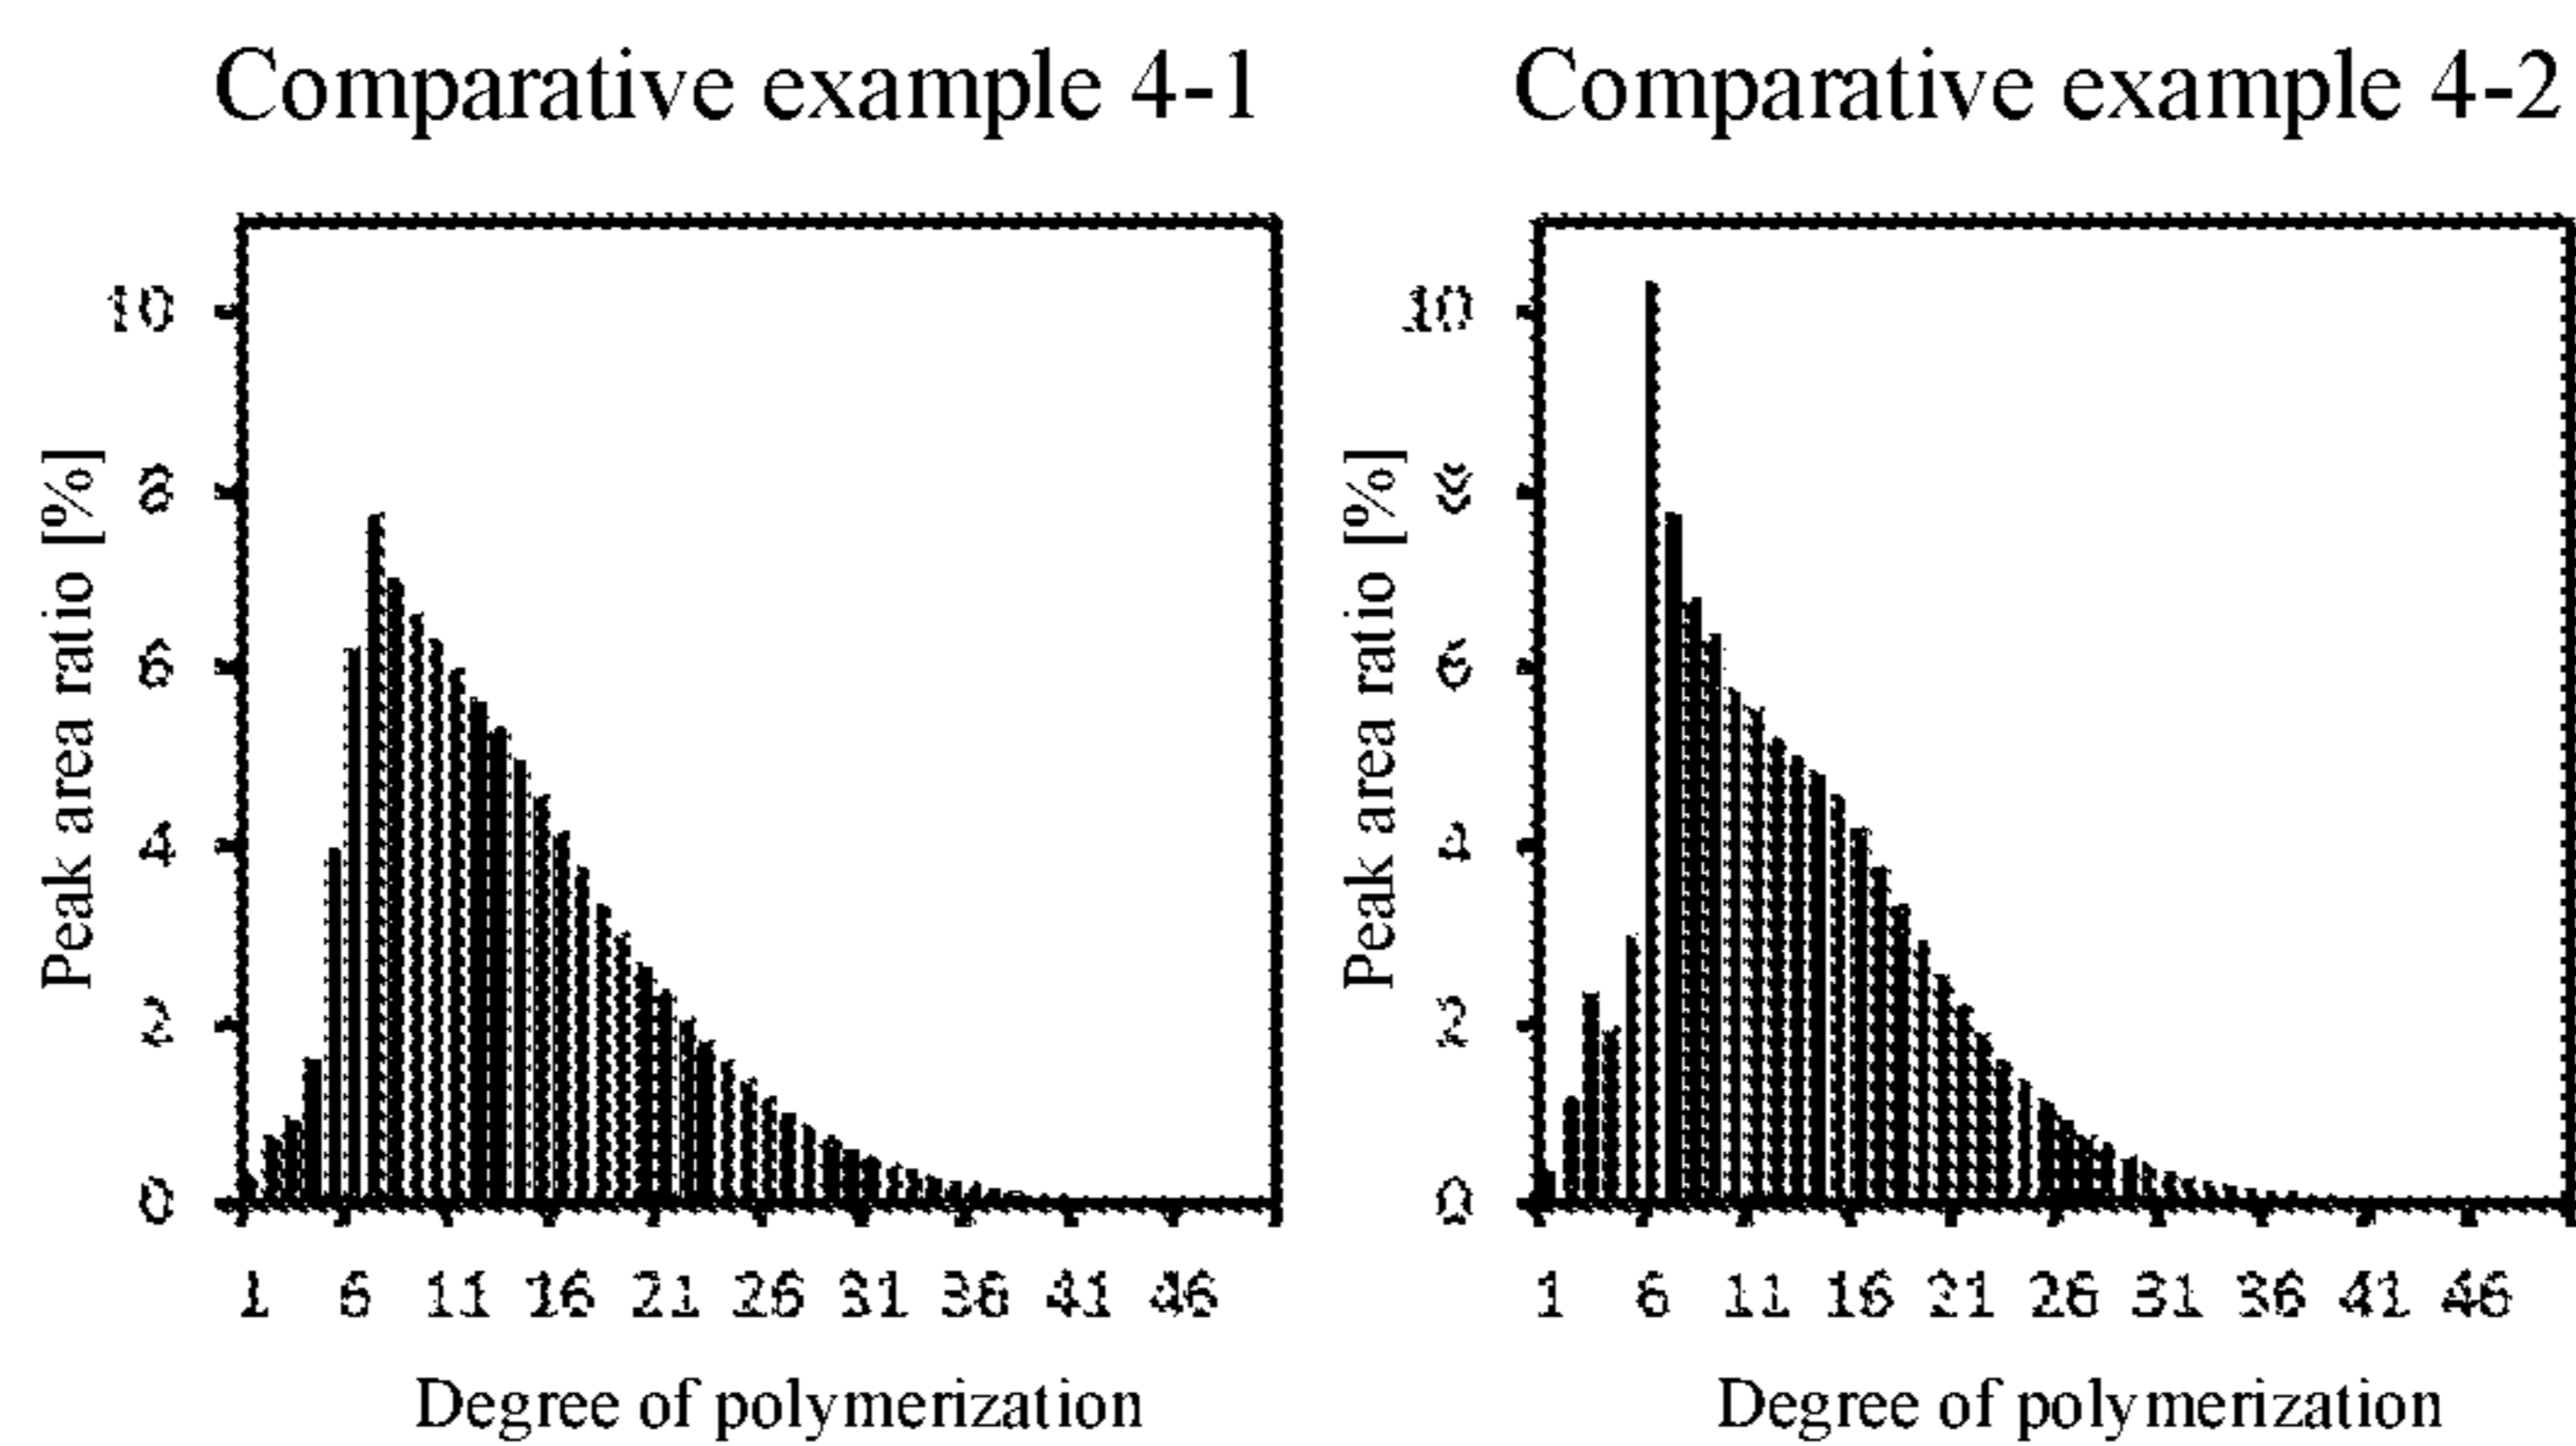 Comparative example 4-1
Comparative example 4-2
Peak area ratio [%]
10
8
6
4
2
0
1 6 11 16 21 26 31 36 41 46
Degree of polymerization
Peak area ratio [%]
10
8
6
4
2
0
1 6 11 16 21 26 31 36 41 46
Degree of polymerization